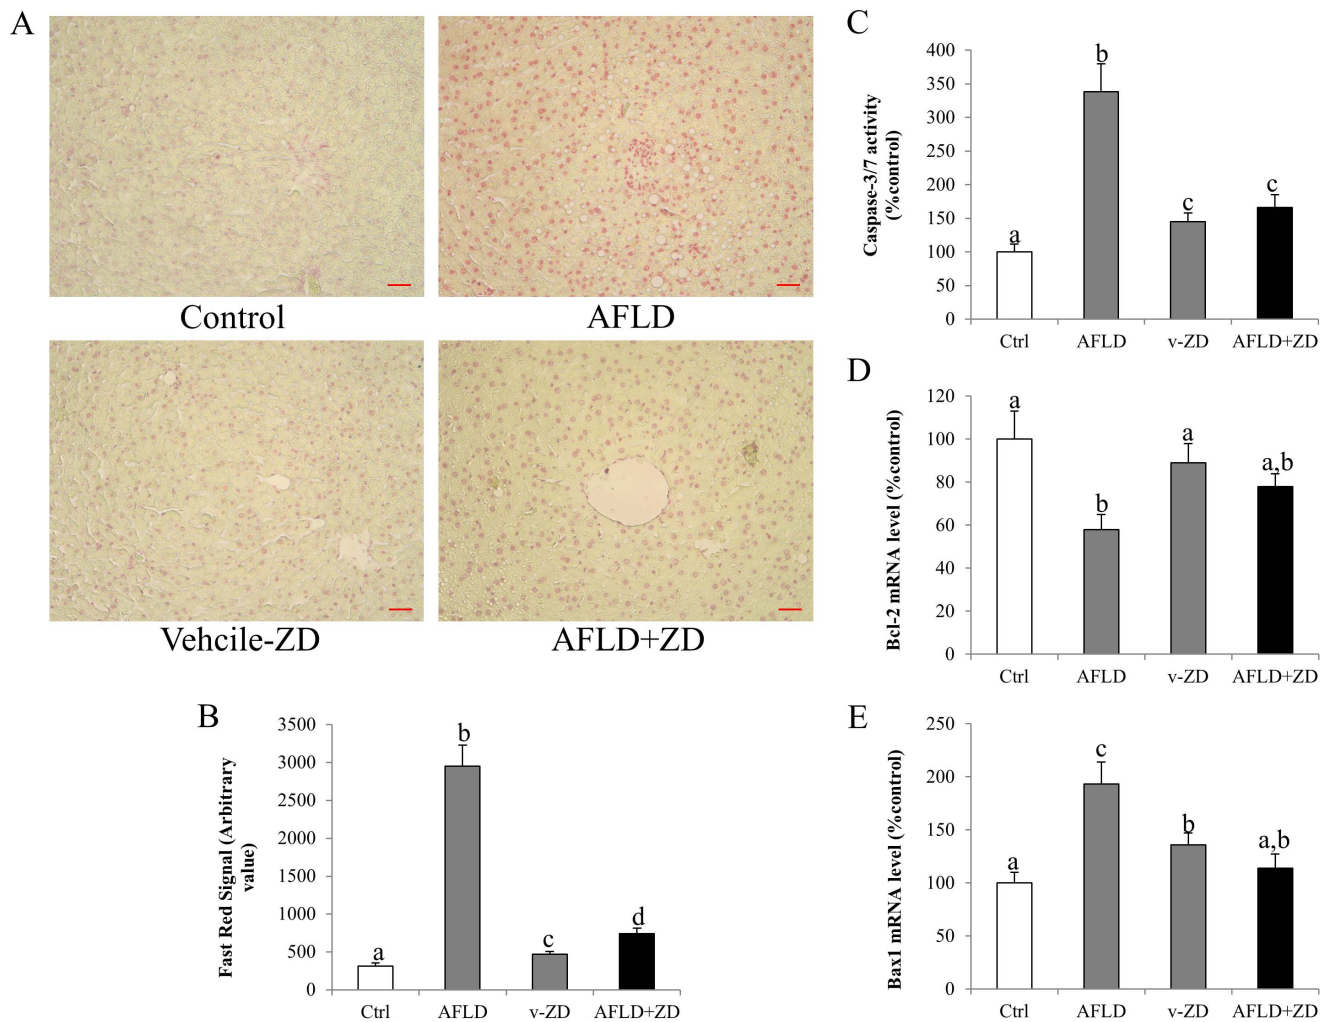 A
Control
AFLD
Vehcile-ZD
AFLD+ZD
B
Fast Red Signal (Arbitrary
value)
3500
3000
2500
2000
1500
1000
500
0
a
b
c
d
Ctrl
AFLD
v-ZD
AFLD+ZD
C
Caspase-3/7 activity
(%control)
400
350
300
250
200
150
100
50
0
a
b
c
c
Ctrl
AFLD
v-ZD
AFLD+ZD
D
Bcl-2 mRNA level (%control)
120
100
80
60
40
20
0
a
b
a
a,b
Ctrl
AFLD
v-ZD
AFLD+ZD
E
Bax1 mRNA level (%control)
250
200
150
100
50
0
a
c
b
a,b
Ctrl
AFLD
v-ZD
AFLD+ZD